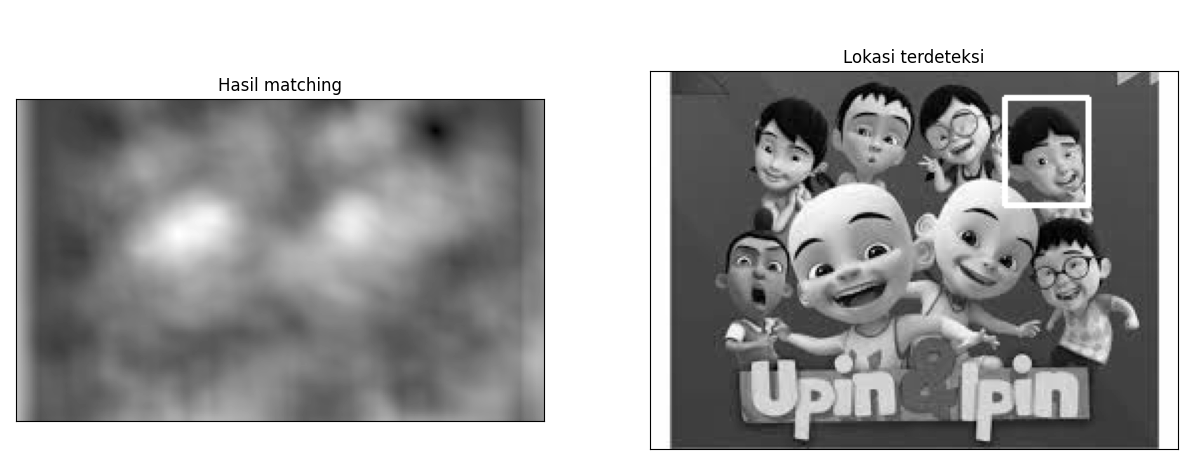 Hasil matching
Lokasi terdeteksi
Upin & Ipin